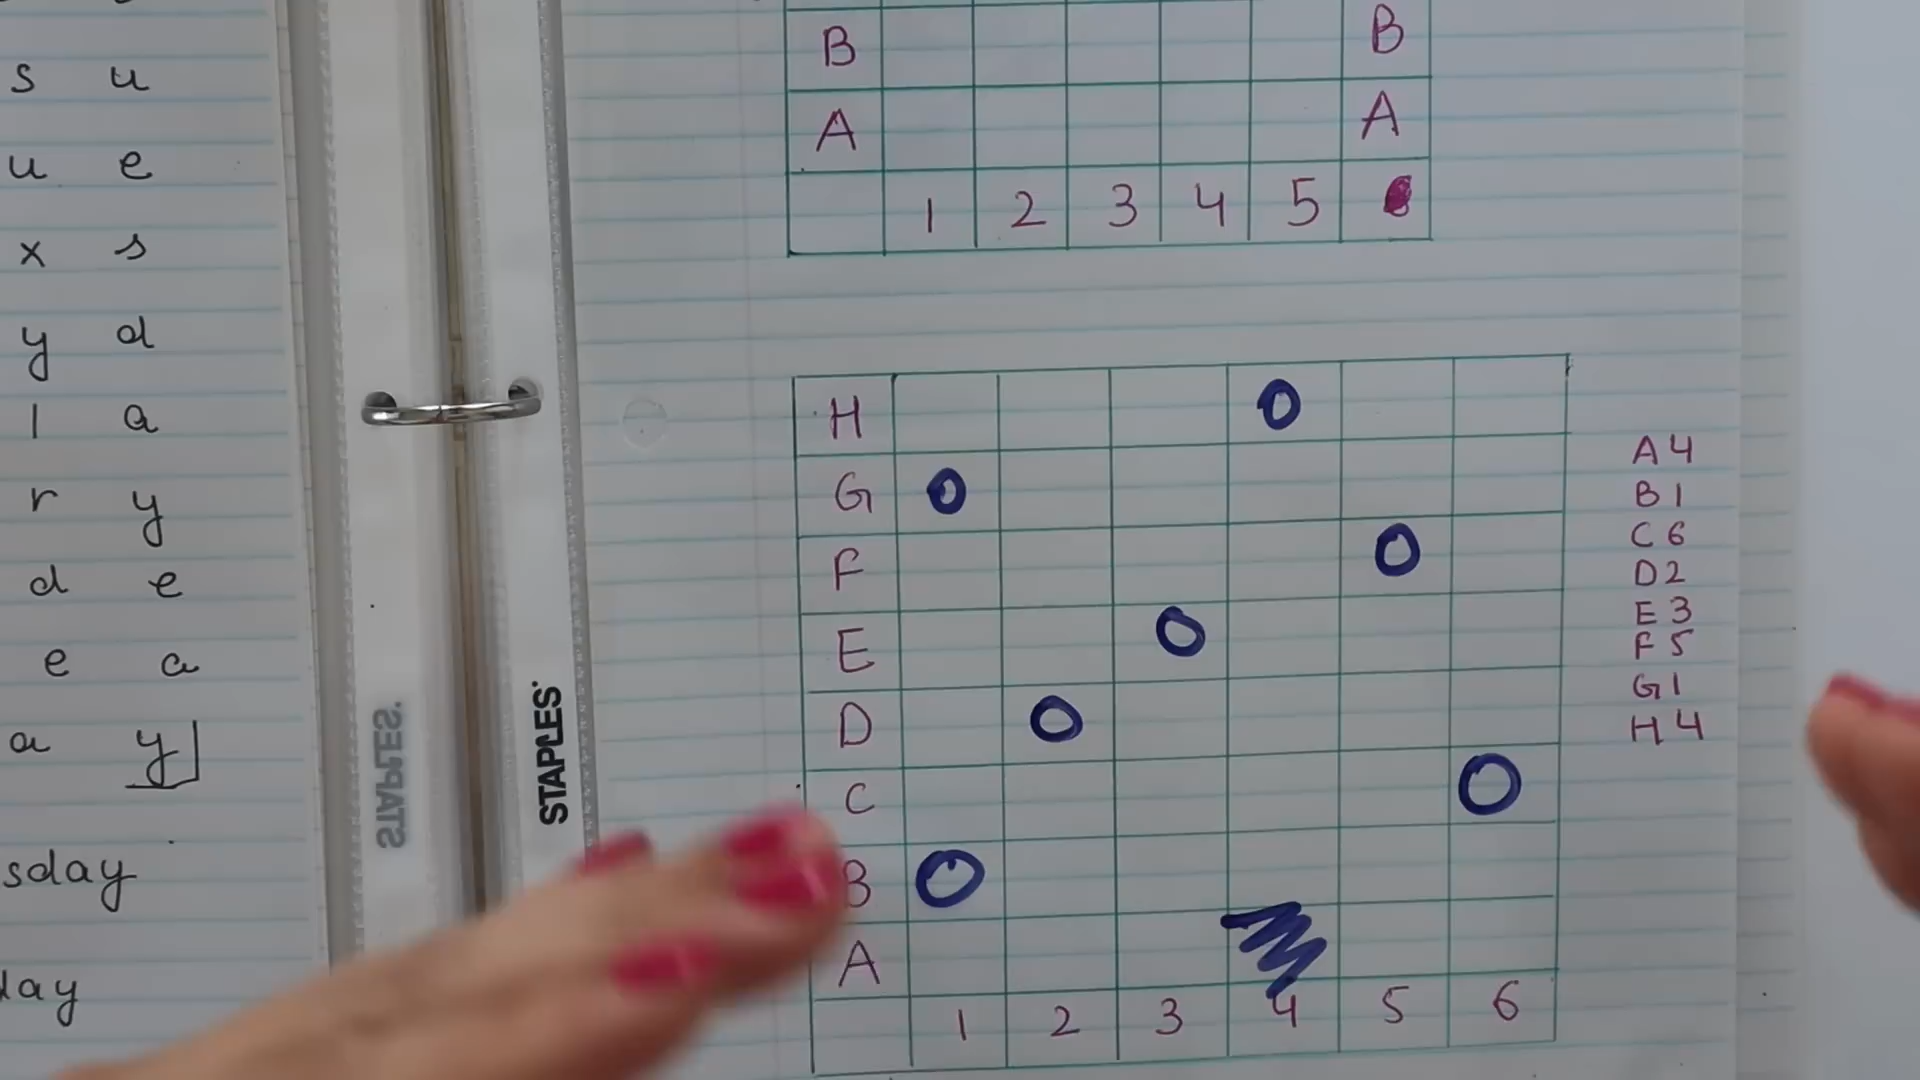 s u
u e
x s
y d
l a
r y
d e
e a
a y
sday
day
STAPLES
B B
A A
1 2 3 4 5
H
G
F
E
D
C
B
A
1 2 3 4 5 6
A 4
B 1
C 6
D 2
E 3
F 5
G 1
H 4